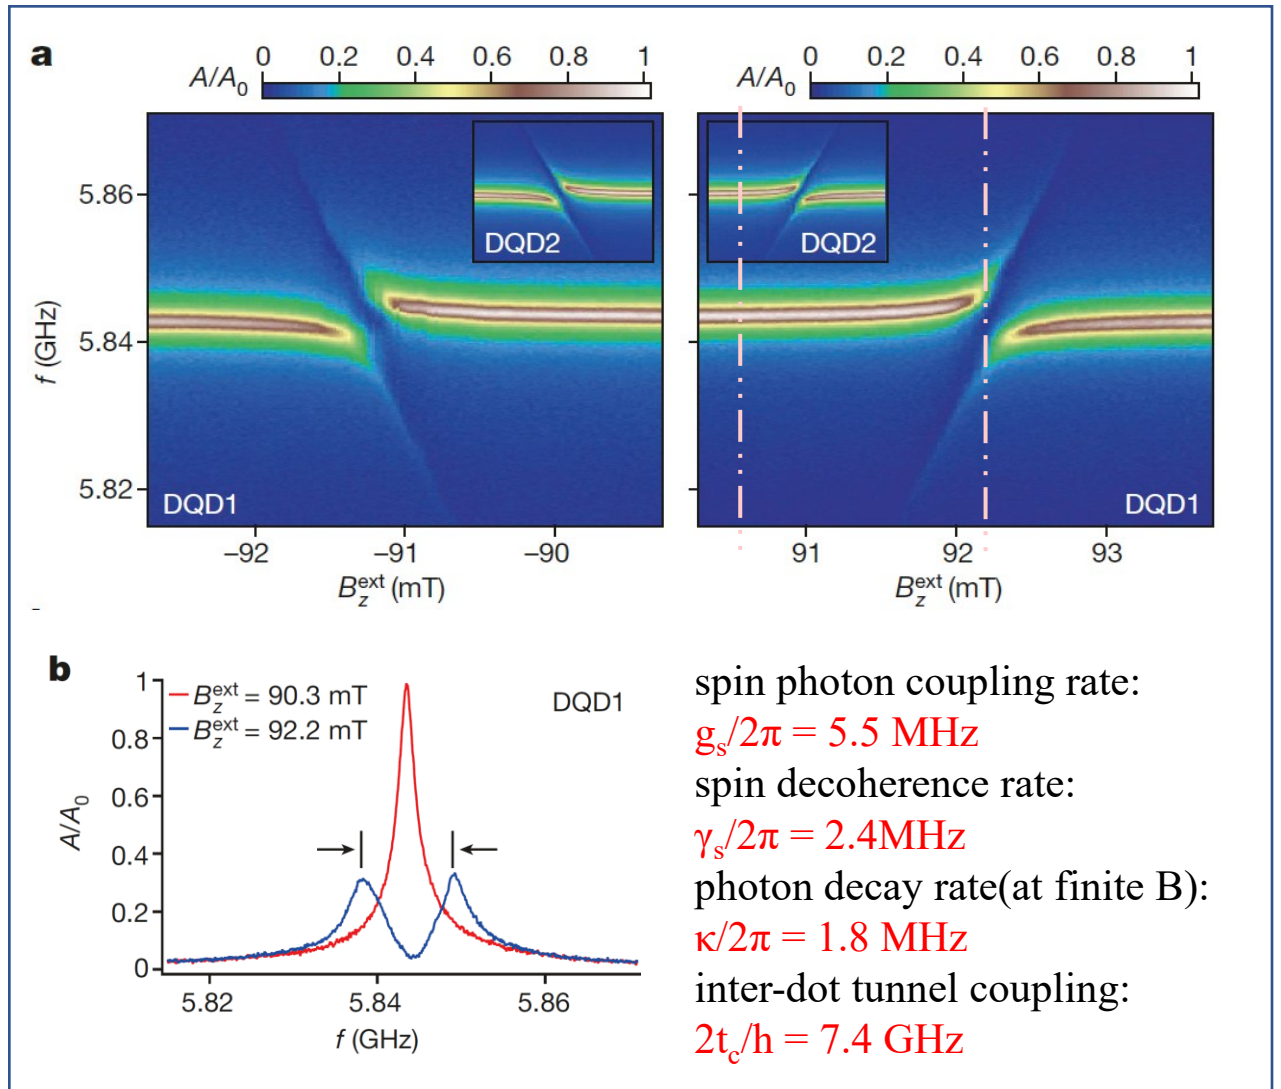 a
0 0.2 0.4 0.6 0.8 1
A/A0
0 0.2 0.4 0.6 0.8 1
A/A0
5.86
5.84
5.82
f (GHz)
DQD2
DQD1
−92 −91 −90
B_z^ext (mT)
DQD2
DQD1
91 92 93
B_z^ext (mT)
b
1
0.8
0.6
0.4
0.2
0
A/A0
B_z^ext = 90.3 mT
B_z^ext = 92.2 mT
DQD1
5.82 5.84 5.86
f (GHz)
spin photon coupling rate:
g_s/2π = 5.5 MHz
spin decoherence rate:
γ_s/2π = 2.4MHz
photon decay rate(at finite B):
κ/2π = 1.8 MHz
inter-dot tunnel coupling:
2t_c/h = 7.4 GHz